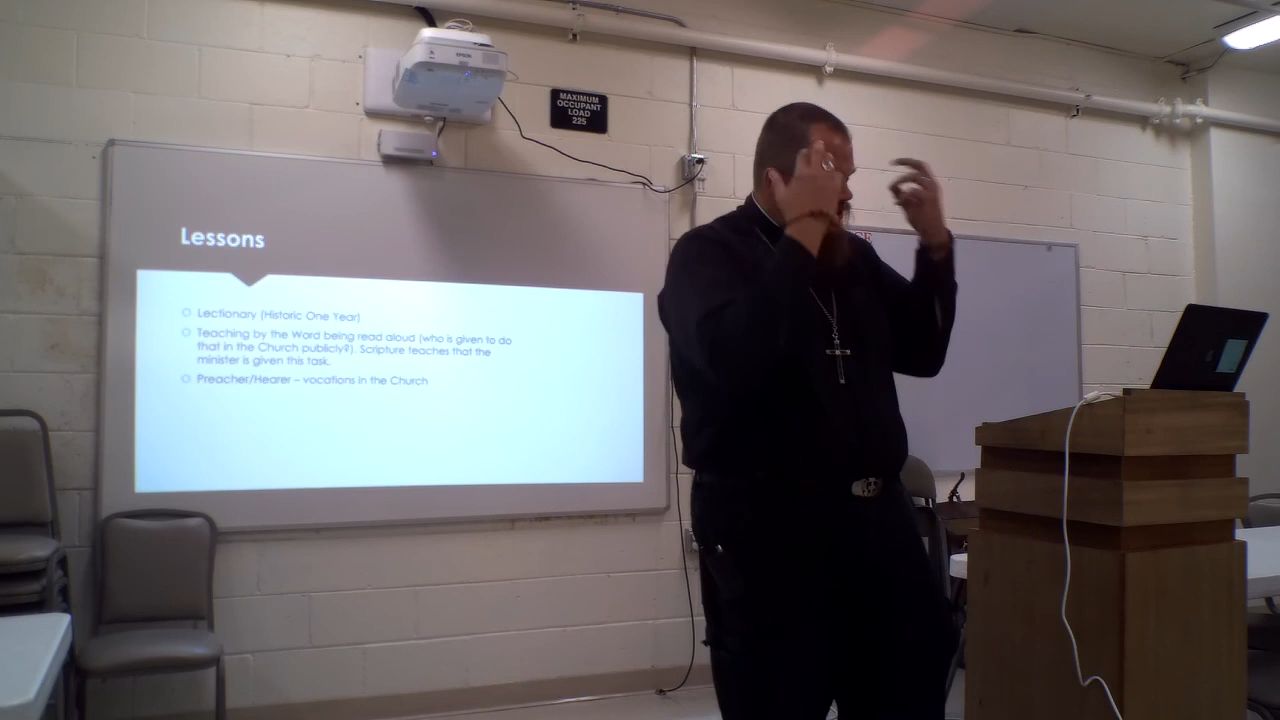 EPSON
MAXIMUM
OCCUPANT
LOAD
225
Lessons
Lectionary (Historic One Year)
Teaching by the Word being read aloud (who is given to do
that in the Church publicly?). Scripture teaches that the
minister is given this task.
Preacher/Hearer – vocations in the Church